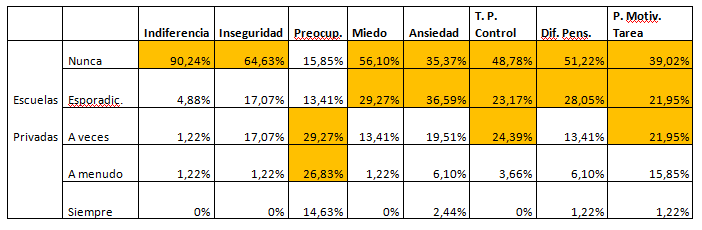 Indiferencia Inseguridad Preocup. Miedo Ansiedad T. P. Control Dif. Pens. P. Motiv. Tarea
Nunca 90,24% 64,63% 15,85% 56,10% 35,37% 48,78% 51,22% 39,02%
Escuelas Esporadic. 4,88% 17,07% 13,41% 29,27% 36,59% 23,17% 28,05% 21,95%
Privadas A veces 1,22% 17,07% 29,27% 13,41% 19,51% 24,39% 13,41% 21,95%
A menudo 1,22% 1,22% 26,83% 1,22% 6,10% 3,66% 6,10% 15,85%
Siempre 0% 0% 14,63% 0% 2,44% 0% 1,22% 1,22%